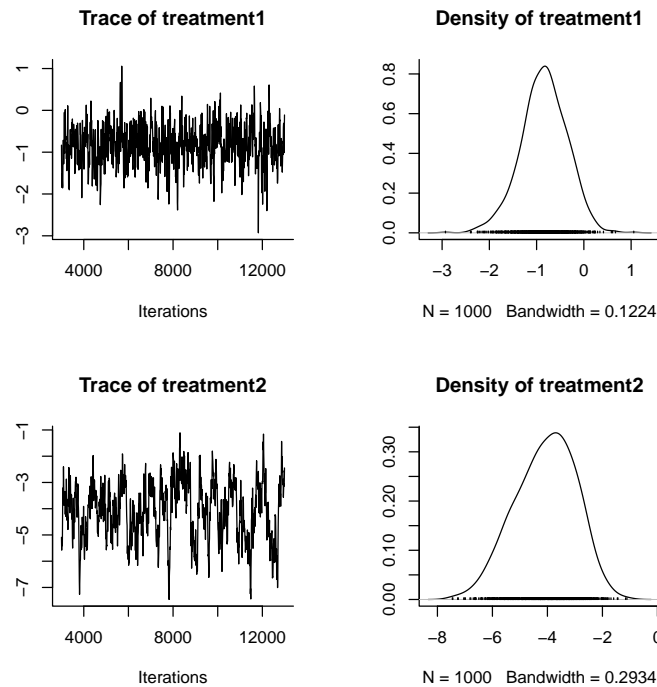 Trace of treatment1
1
0
−1
−2
−3
4000 8000 12000
Iterations
Density of treatment1
0.8
0.6
0.4
0.2
0.0
−3 −2 −1 0 1
N = 1000 Bandwidth = 0.1224
Trace of treatment2
−1
−3
−5
−7
4000 8000 12000
Iterations
Density of treatment2
0.30
0.20
0.10
0.00
−8 −6 −4 −2 0
N = 1000 Bandwidth = 0.2934